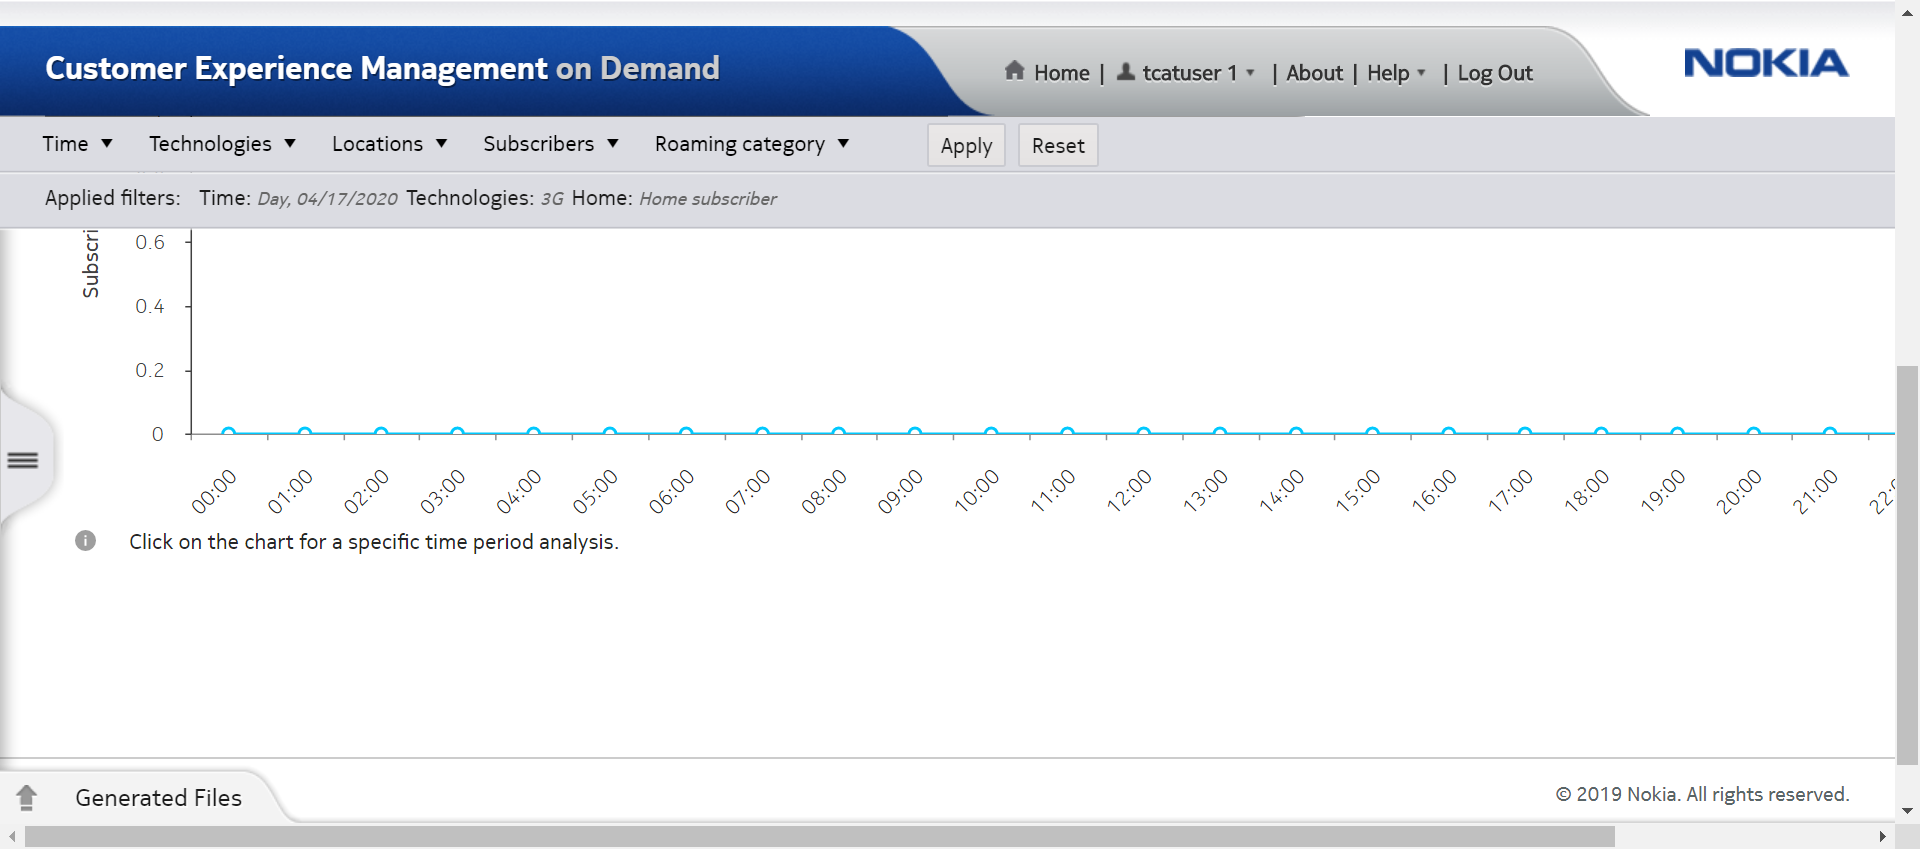 Customer Experience Management on Demand
Home | tcatuser 1 | About | Help | Log Out
NOKIA
Time Technologies Locations Subscribers Roaming category Apply Reset
Applied filters: Time: Day, 04/17/2020 Technologies: 3G Home: Home subscriber
Subscri
0.6
0.4
0.2
0
00:00 01:00 02:00 03:00 04:00 05:00 06:00 07:00 08:00 09:00 10:00 11:00 12:00 13:00 14:00 15:00 16:00 17:00 18:00 19:00 20:00 21:00 22:
Click on the chart for a specific time period analysis.
Generated Files
© 2019 Nokia. All rights reserved.